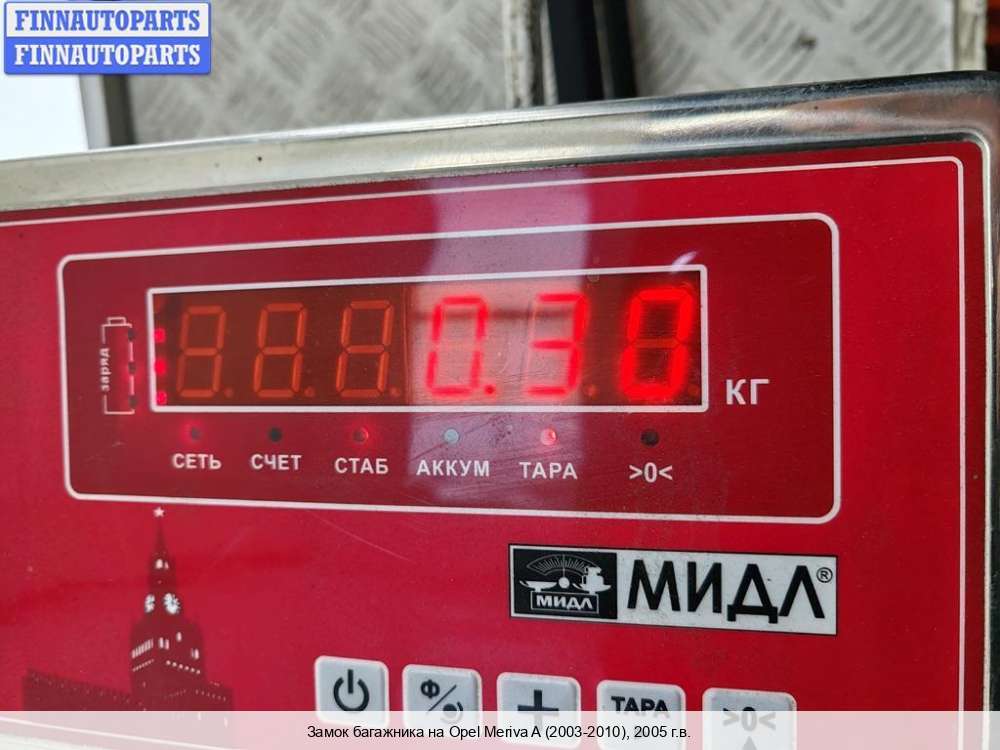 FINNAUTOPARTS
FINNAUTOPARTS
заряд
0.30
КГ
СЕТЬ СЧЕТ СТАБ АККУМ ТАРА >0<
МИДЛ МИДЛ®
Ф ТАРА >0<
Замок багажника на Opel Meriva A (2003-2010), 2005 г.в.